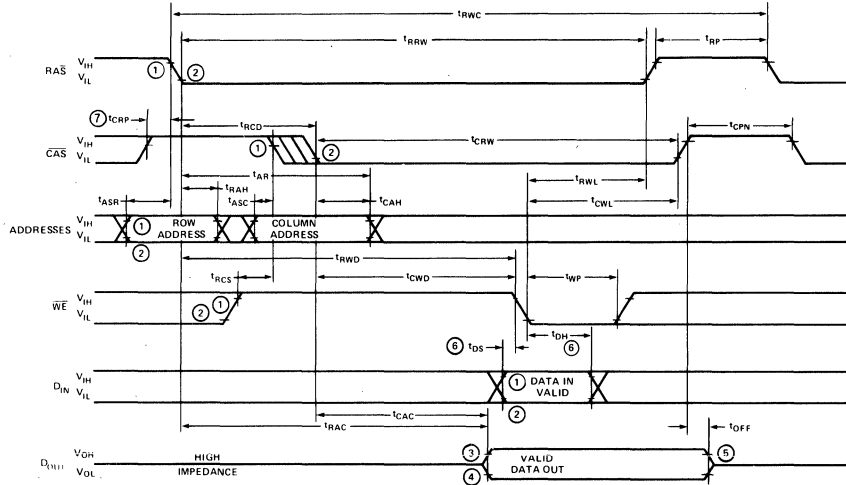 tRWC
tRRW
tRP
RAS
VIH
VIL
①
②
⑦ tCRP
tRCD
tCRW
tCPN
CAS
VIH
VIL
①
②
tAR
tRWL
tASR
tRAH
tASC
tCAH
tCWL
ADDRESSES
VIH
VIL
① ROW ADDRESS
②
COLUMN ADDRESS
tRWD
tRCS
tCWD
tWP
WE
VIH
VIL
② ①
⑥ tDS
tDH
⑥
DIN
VIH
VIL
① DATA IN VALID
②
tCAC
tRAC
tOFF
DOUT
VOH
VOL
HIGH
IMPEDANCE
③
④
VALID
DATA OUT
⑤